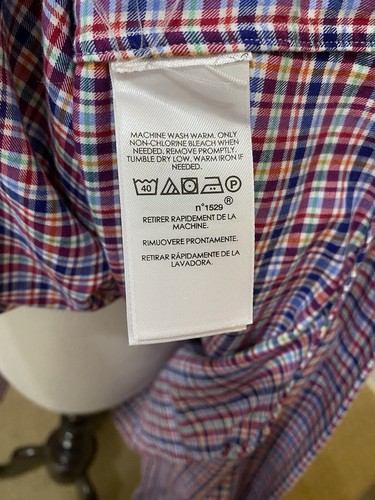 MACHINE WASH WARM. ONLY
NON-CHLORINE BLEACH WHEN
NEEDED. REMOVE PROMPTLY.
TUMBLE DRY LOW. WARM IRON IF
NEEDED.
40 P
n°1529 ®
RETIRER RAPIDEMENT DE LA
MACHINE.
RIMUOVERE PRONTAMENTE.
RETIRAR RÁPIDAMENTE DE LA
LAVADORA.